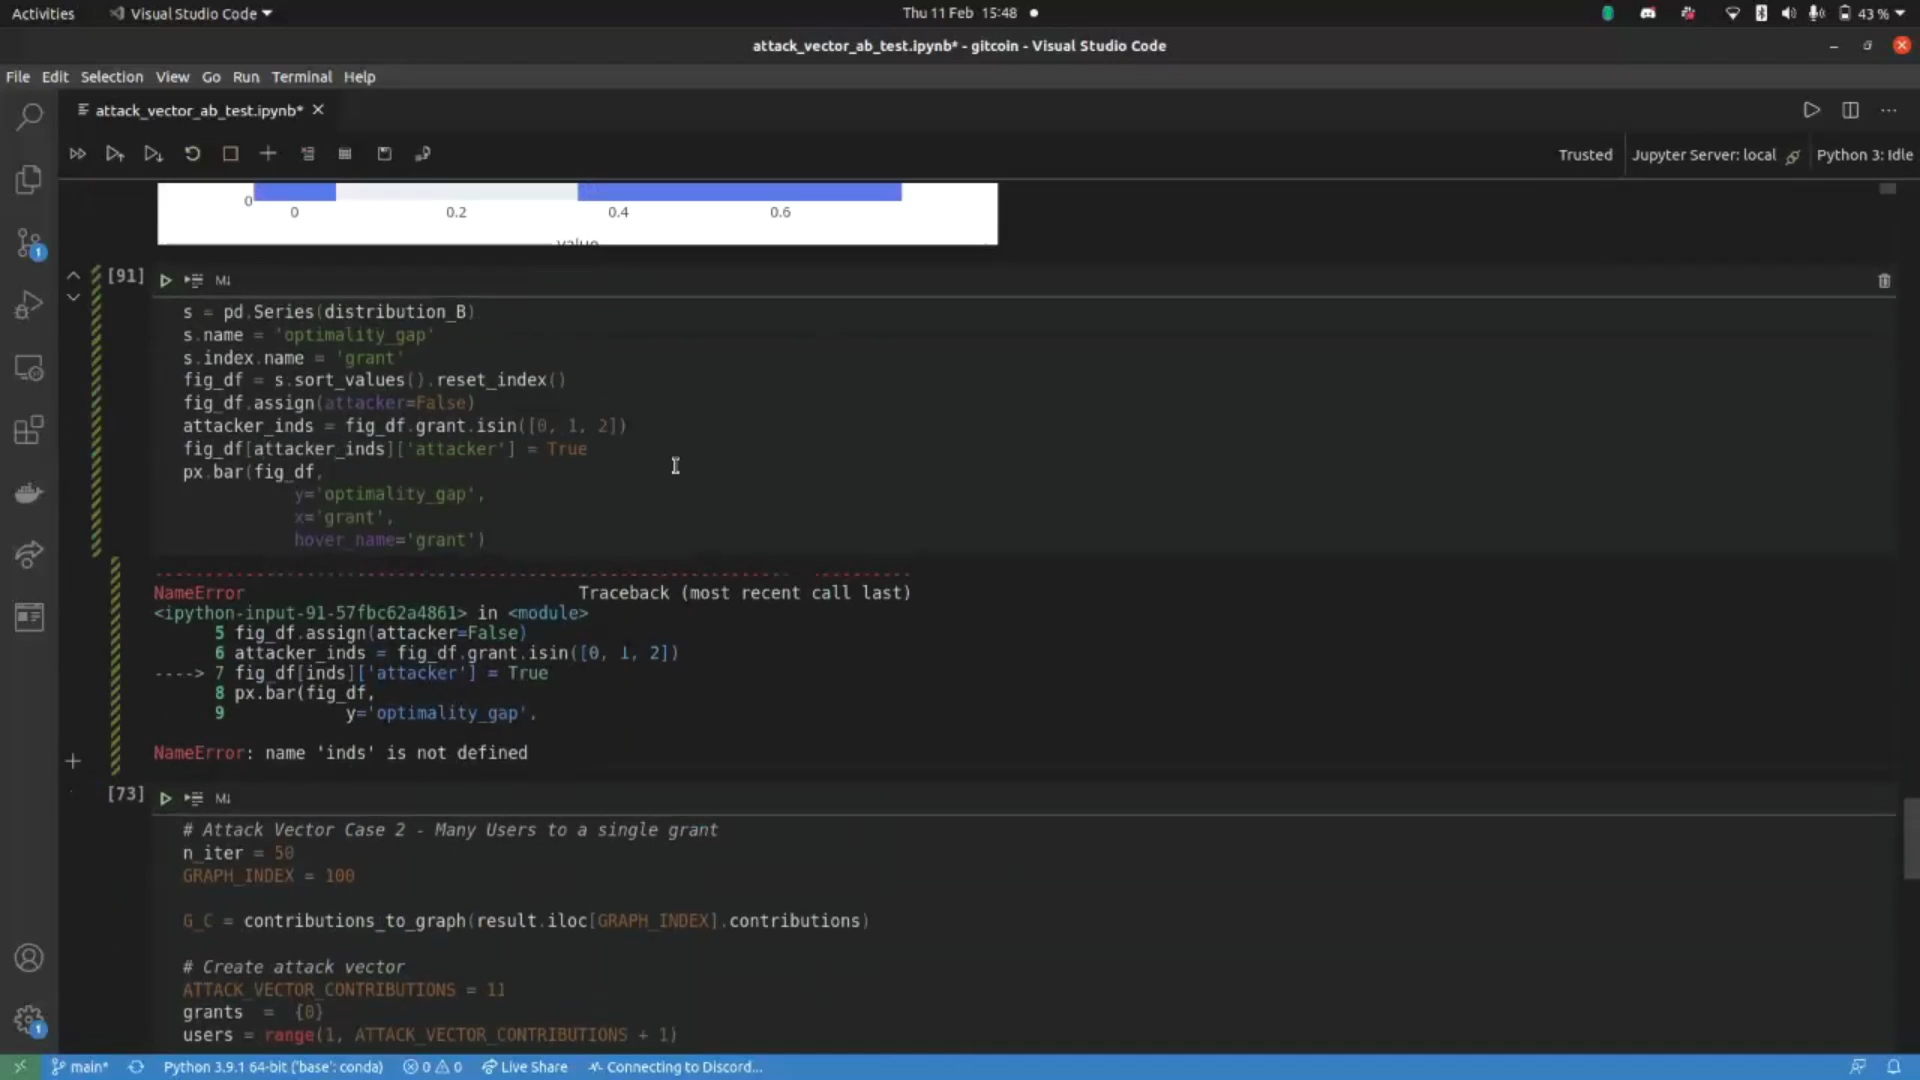 Activities
Visual Studio Code
Thu 11 Feb 15:48
43 %
attack_vector_ab_test.ipynb* - gitcoin - Visual Studio Code
File Edit Selection View Go Run Terminal Help
attack_vector_ab_test.ipynb*
Trusted
Jupyter Server: local
Python 3: Idle
0
0 0.2 0.4 0.6
value
[91]
M↓
s = pd.Series(distribution_B)
s.name = 'optimality_gap'
s.index.name = 'grant'
fig_df = s.sort_values().reset_index()
fig_df.assign(attacker=False)
attacker_inds = fig_df.grant.isin([0, 1, 2])
fig_df[attacker_inds]['attacker'] = True
px.bar(fig_df,
y='optimality_gap',
x='grant',
hover_name='grant')
NameError Traceback (most recent call last)
<ipython-input-91-57fbc62a4861> in <module>
5 fig_df.assign(attacker=False)
6 attacker_inds = fig_df.grant.isin([0, 1, 2])
----> 7 fig_df[inds]['attacker'] = True
8 px.bar(fig_df,
9 y='optimality_gap',
NameError: name 'inds' is not defined
[73]
M↓
# Attack Vector Case 2 - Many Users to a single grant
n_iter = 50
GRAPH_INDEX = 100
G_C = contributions_to_graph(result.iloc[GRAPH_INDEX].contributions)
# Create attack vector
ATTACK_VECTOR_CONTRIBUTIONS = 11
grants = {0}
users = range(1, ATTACK_VECTOR_CONTRIBUTIONS + 1)
1
1
main*
Python 3.9.1 64-bit ('base': conda)
0 0
Live Share
Connecting to Discord...